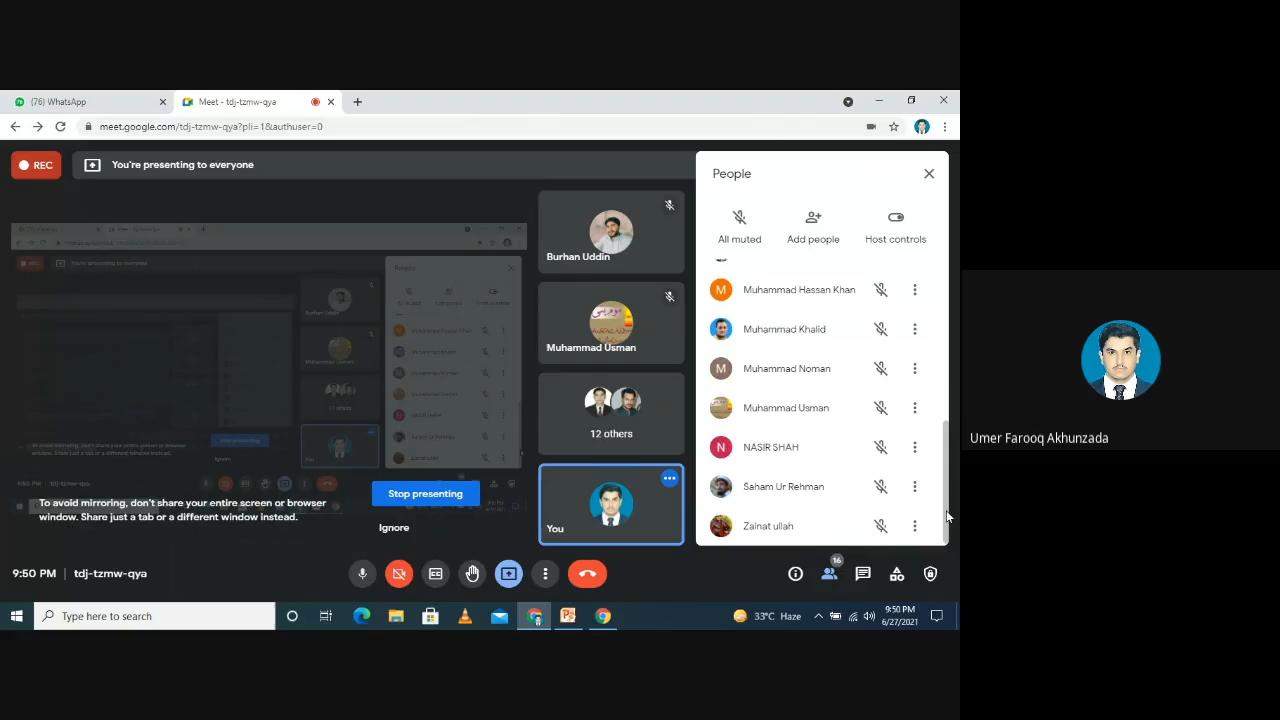 (76) WhatsApp
Meet - tdj-tzmw-qya
meet.google.com/tdj-tzmw-qya?pli=1&authuser=0
REC
You're presenting to everyone
People
All muted
Add people
Host controls
Burhan Uddin
Muhammad Usman
12 others
You
Muhammad Hassan Khan
Muhammad Khalid
Muhammad Noman
Muhammad Usman
NASIR SHAH
Saham Ur Rehman
Zainat ullah
M
M
N
To avoid mirroring, don't share your entire screen or browser
window. Share just a tab or a different window instead.
Stop presenting
Ignore
9:50 PM | tdj-tzmw-qya
16
Type here to search
33°C Haze
9:50 PM
6/27/2021
Umer Farooq Akhunzada